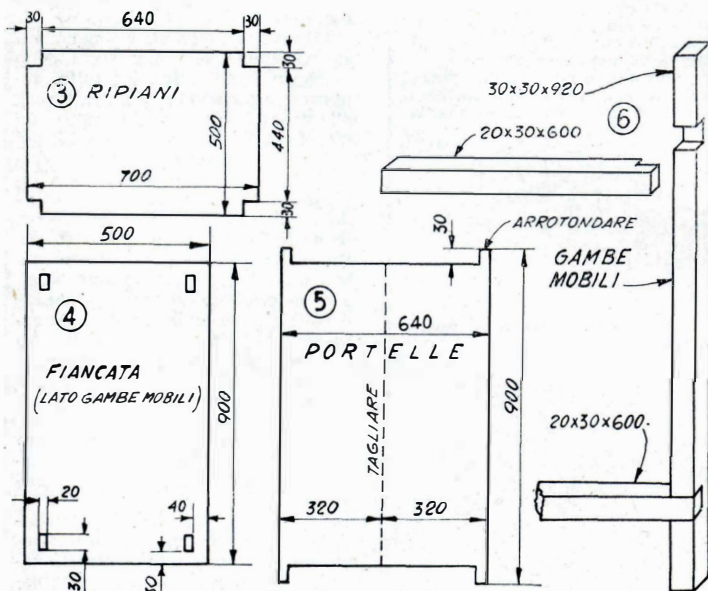 30
640
30
③ RIPIANI
30
500
440
700
30
500
④
FIANCATA
(LATO GAMBE MOBILI)
900
20
40
30
30
⑤
30
ARROTONDARE
640
PORTELLE
TAGLIARE
900
320
320
⑥
30x30x920
20x30x600
GAMBE
MOBILI
20x30x600